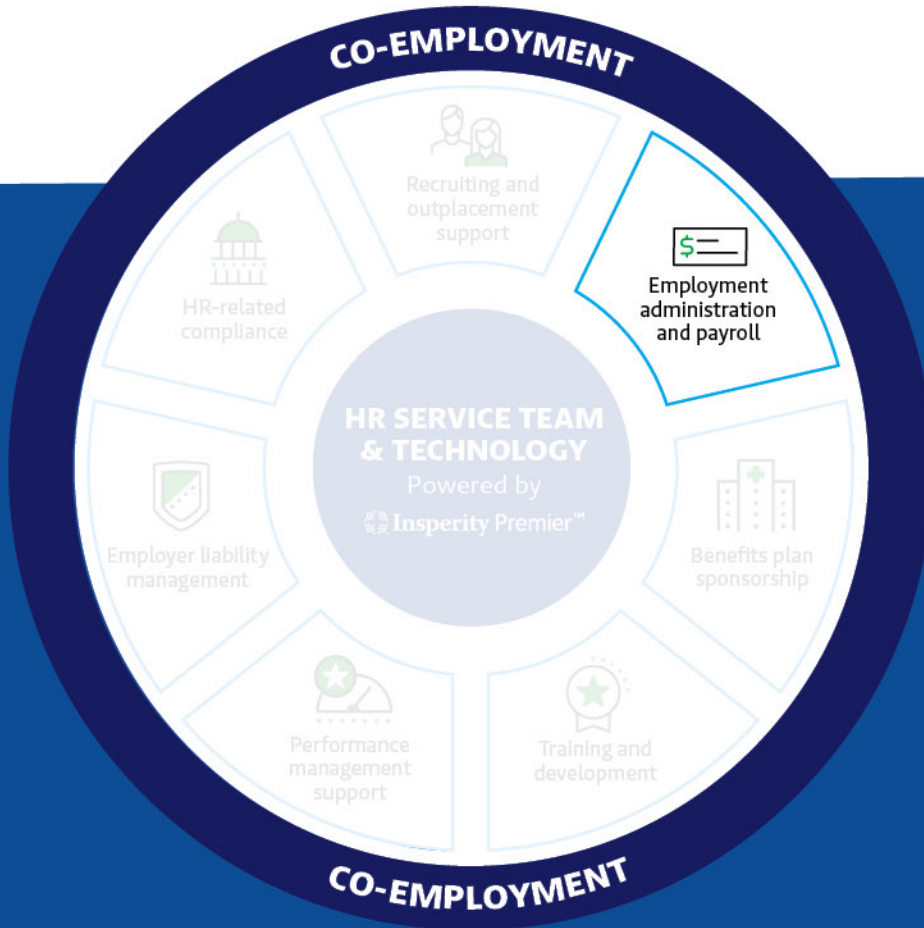 CO-EMPLOYMENT
Recruiting and
outplacement
support
$
Employment
administration
and payroll
HR-related
compliance
HR SERVICE TEAM
& TECHNOLOGY
Powered by
Insperity Premier™
Employer liability
management
Benefits plan
sponsorship
Performance
management
support
Training and
development
CO-EMPLOYMENT